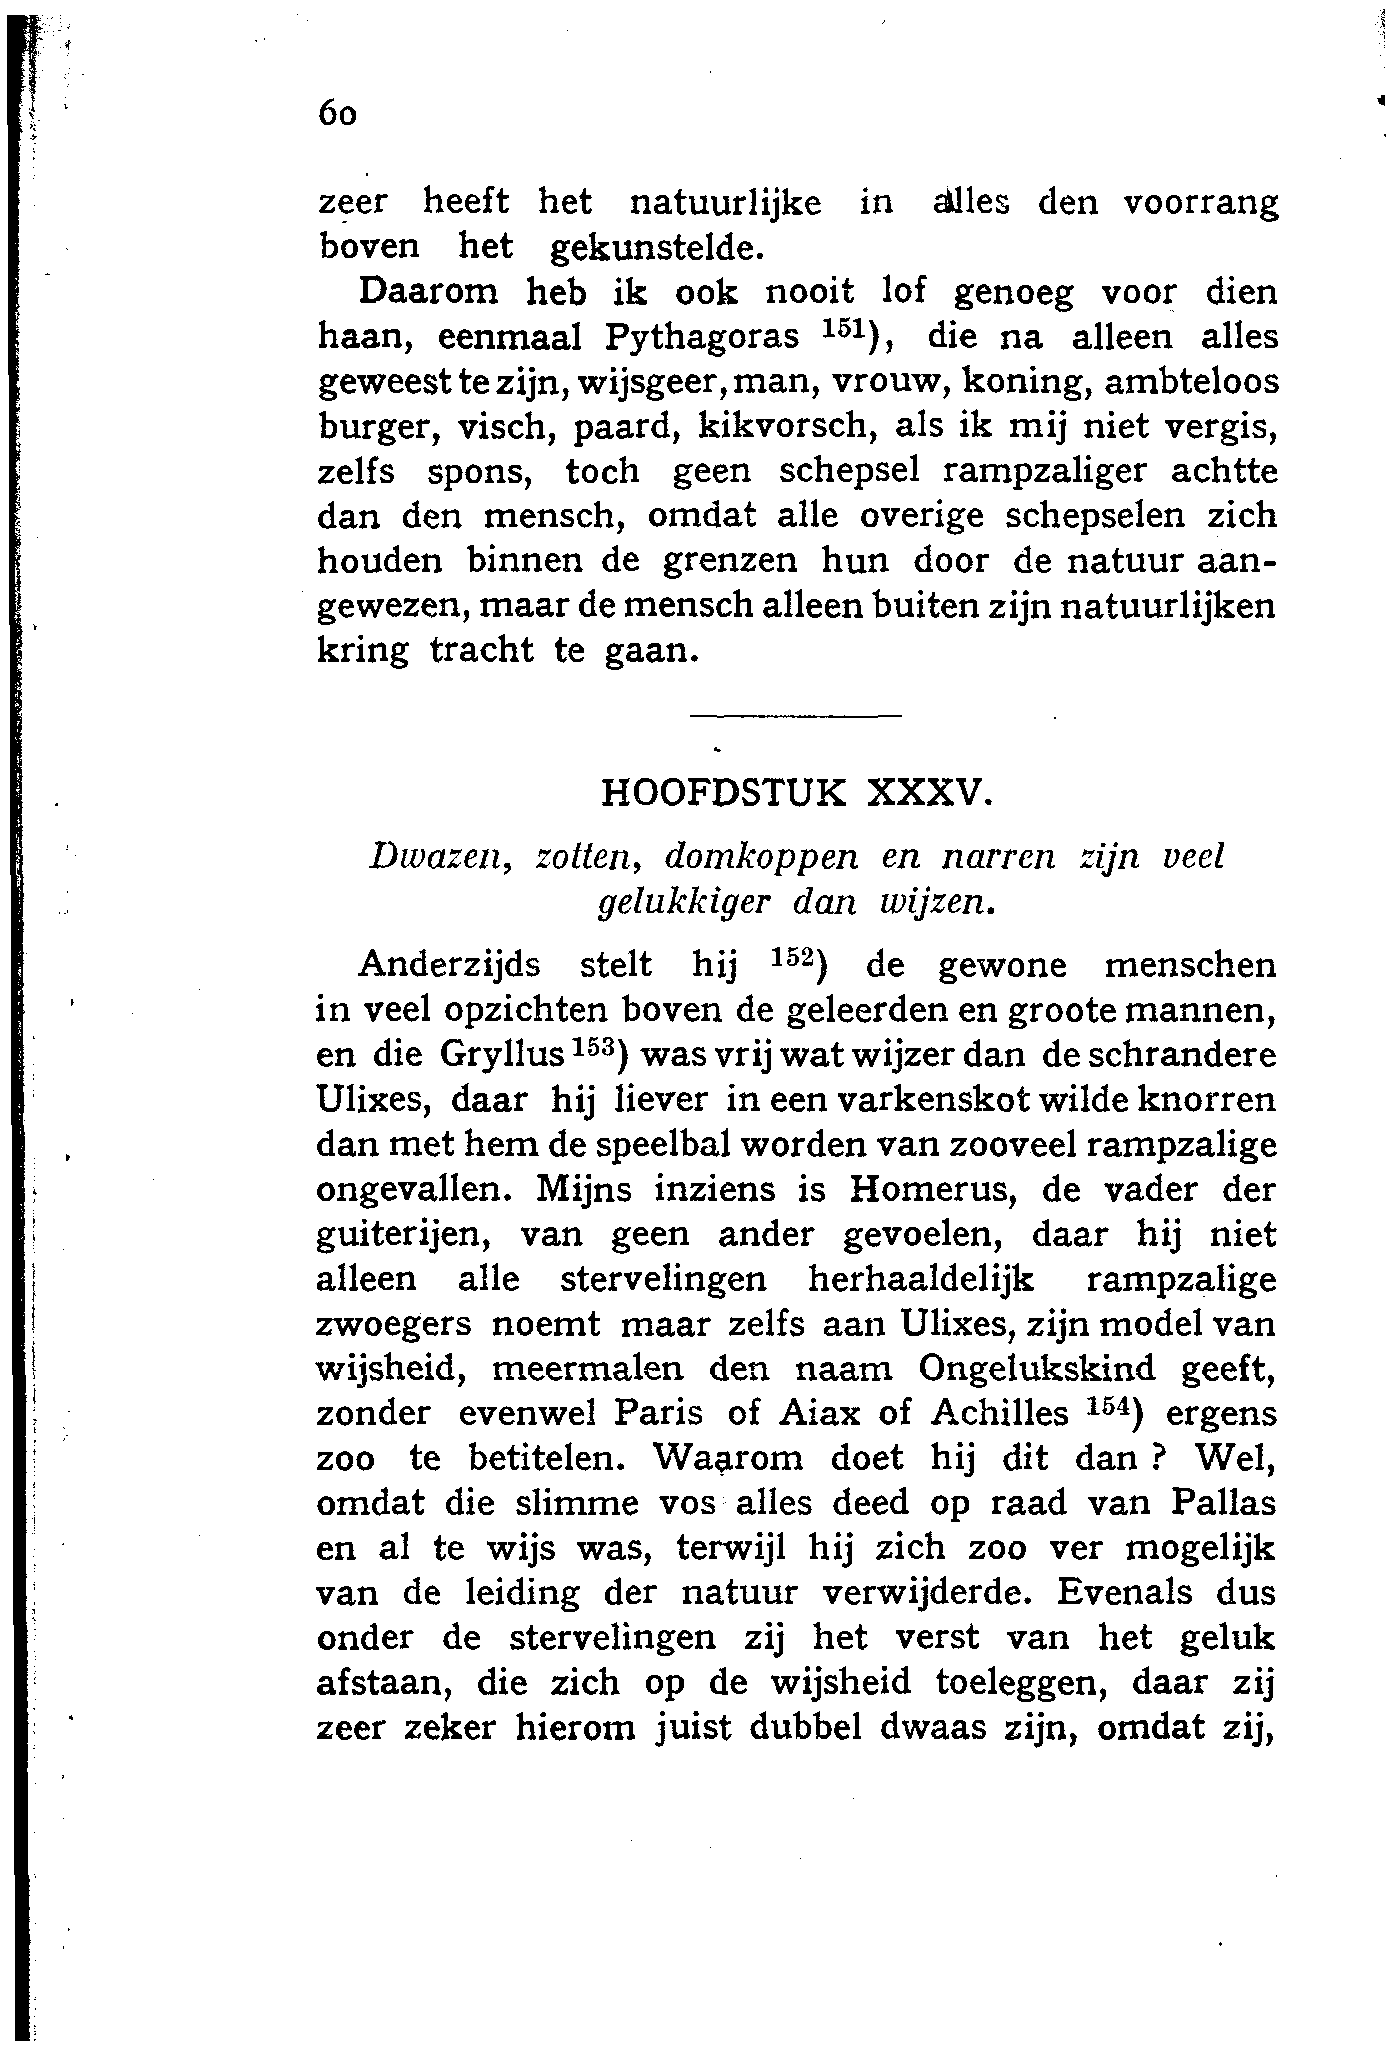 60
zeer heeft het natuurlijke in alles den voorrang
boven het gekunstelde.
Daarom heb ik ook nooit lof genoeg voor dien
haan, eenmaal Pythagoras ¹⁵¹), die na alleen alles
geweest te zijn, wijsgeer, man, vrouw, koning, ambteloos
burger, visch, paard, kikvorsch, als ik mij niet vergis,
zelfs spons, toch geen schepsel rampzaliger achtte
dan den mensch, omdat alle overige schepselen zich
houden binnen de grenzen hun door de natuur aan-
gewezen, maar de mensch alleen buiten zijn natuurlijken
kring tracht te gaan.
HOOFDSTUK XXXV.
Dwazen, zotten, domkoppen en narren zijn veel
gelukkiger dan wijzen.
Anderzijds stelt hij ¹⁵²) de gewone menschen
in veel opzichten boven de geleerden en groote mannen,
en die Gryllus ¹⁵³) was vrij wat wijzer dan de schrandere
Ulixes, daar hij liever in een varkenskot wilde knorren
dan met hem de speelbal worden van zooveel rampzalige
ongevallen. Mijns inziens is Homerus, de vader der
guiterijen, van geen ander gevoelen, daar hij niet
alleen alle stervelingen herhaaldelijk rampzalige
zwoegers noemt maar zelfs aan Ulixes, zijn model van
wijsheid, meermalen den naam Ongelukskind geeft,
zonder evenwel Paris of Aiax of Achilles ¹⁵⁴) ergens
zoo te betitelen. Waarom doet hij dit dan ? Wel,
omdat die slimme vos alles deed op raad van Pallas
en al te wijs was, terwijl hij zich zoo ver mogelijk
van de leiding der natuur verwijderde. Evenals dus
onder de stervelingen zij het verst van het geluk
afstaan, die zich op de wijsheid toeleggen, daar zij
zeer zeker hierom juist dubbel dwaas zijn, omdat zij,